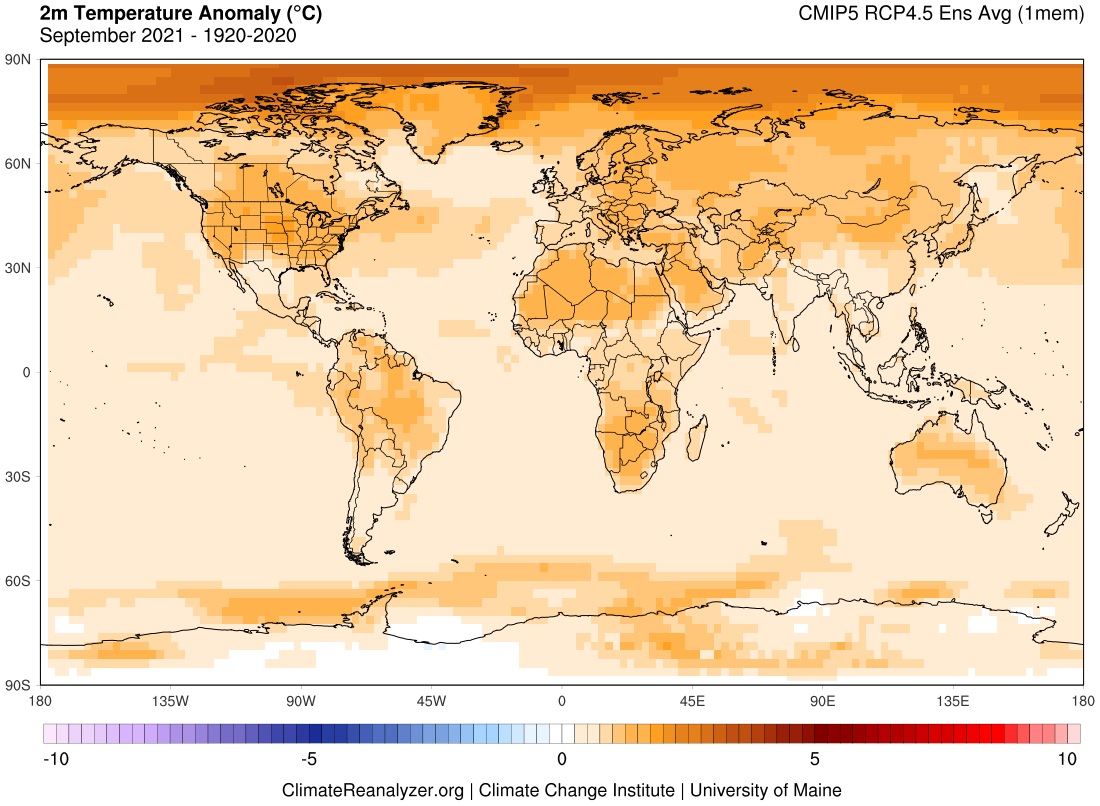 2m Temperature Anomaly (°C)
CMIP5 RCP4.5 Ens Avg (1mem)
September 2021 - 1920-2020
90N
60N
30N
0
30S
60S
90S
180 135W 90W 45W 0 45E 90E 135E 180
-10 -5 0 5 10
ClimateReanalyzer.org | Climate Change Institute | University of Maine